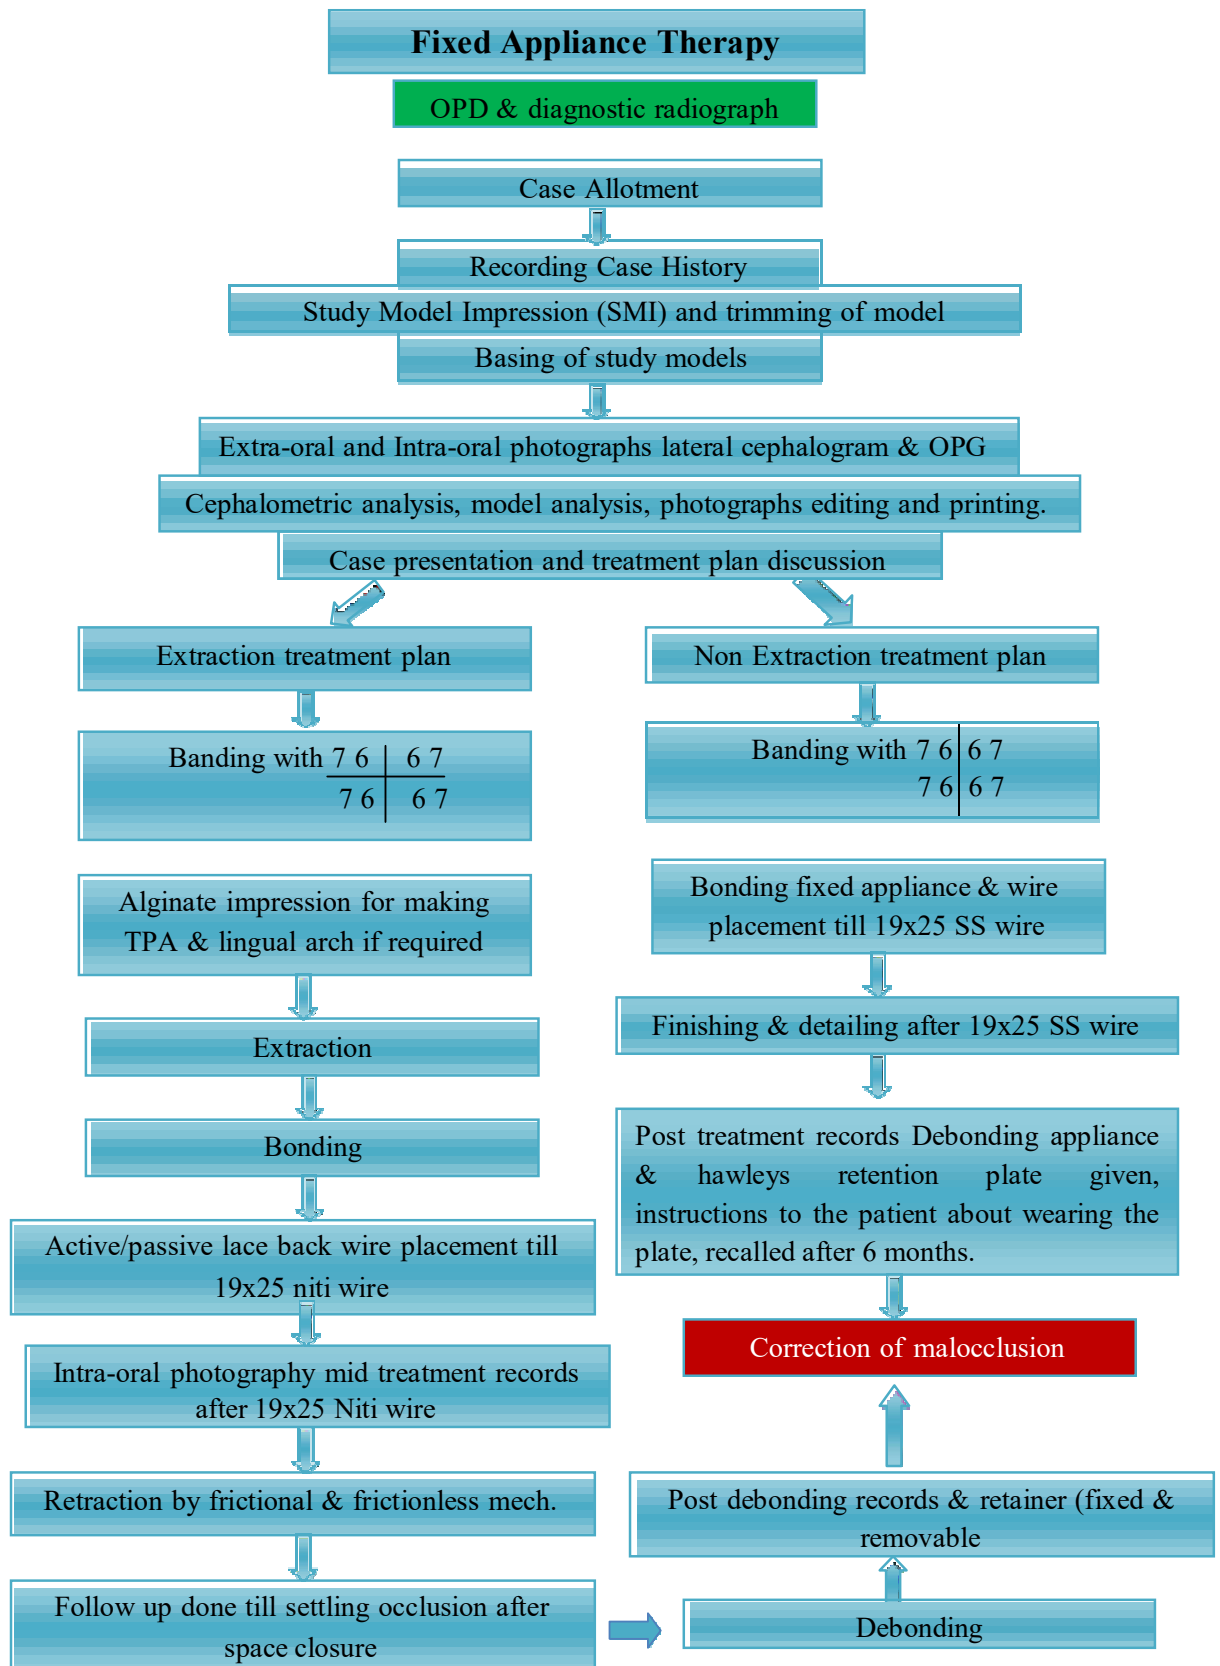 Fixed Appliance Therapy
OPD & diagnostic radiograph
Case Allotment
Recording Case History
Study Model Impression (SMI) and trimming of model
Basing of study models
Extra-oral and Intra-oral photographs lateral cephalogram & OPG
Cephalometric analysis, model analysis, photographs editing and printing.
Case presentation and treatment plan discussion
Extraction treatment plan
Banding with 7 6 | 6 7
7 6 | 6 7
Alginate impression for making
TPA & lingual arch if required
Extraction
Bonding
Active/passive lace back wire placement till
19x25 niti wire
Intra-oral photography mid treatment records
after 19x25 Niti wire
Retraction by frictional & frictionless mech.
Follow up done till settling occlusion after
space closure
Non Extraction treatment plan
Banding with 7 6 | 6 7
7 6 | 6 7
Bonding fixed appliance & wire
placement till 19x25 SS wire
Finishing & detailing after 19x25 SS wire
Post treatment records Debonding appliance
& hawleys retention plate given,
instructions to the patient about wearing the
plate, recalled after 6 months.
Correction of malocclusion
Post debonding records & retainer (fixed &
removable
Debonding